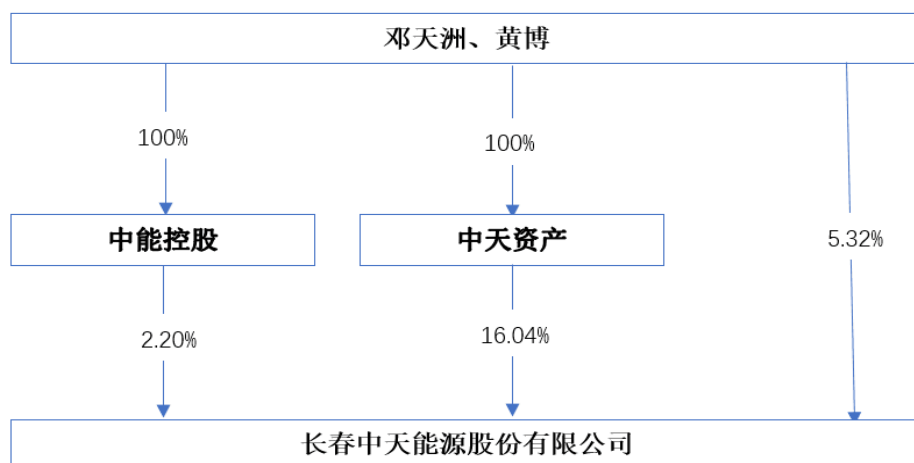 邓天洲、黄博
100%
100%
中能控股
中天资产
5.32%
2.20%
16.04%
长春中天能源股份有限公司